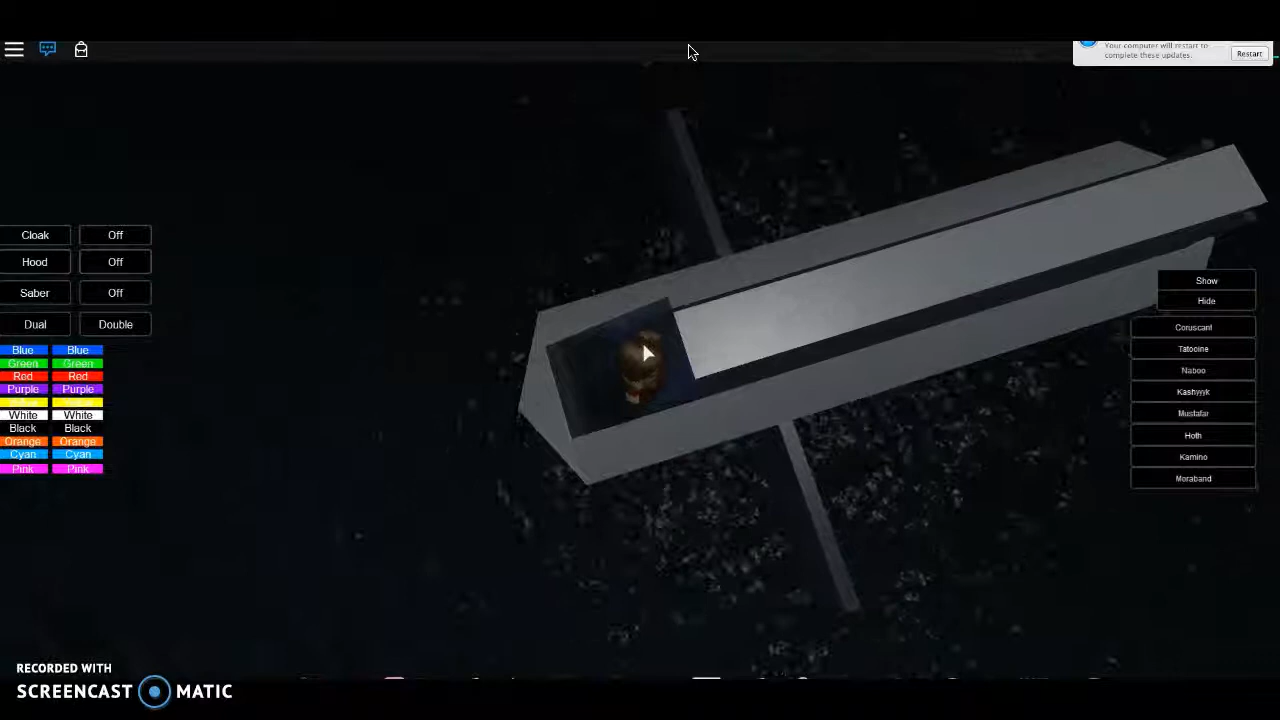 Your computer will restart to
complete these updates.
Restart
Cloak Off
Hood Off
Saber Off
Dual Double
Blue Blue
Green Green
Red Red
Purple Purple
White White
Black Black
Orange Orange
Cyan Cyan
Pink Pink
Show
Hide
Coruscant
Tatooine
Naboo
Kashyyyk
Mustafar
Hoth
Kamino
Moraband
RECORDED WITH
SCREENCAST MATIC